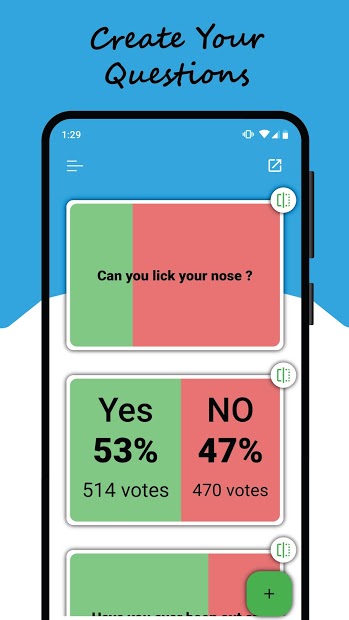 Create Your
Questions
1:29
Can you lick your nose ?
Yes NO
53% 47%
514 votes 470 votes
Have you ever been out
+